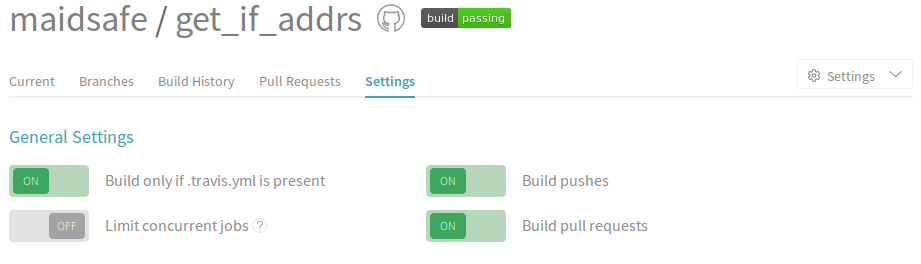 maidsafe / get_if_addrs build passing
Current Branches Build History Pull Requests Settings Settings
General Settings
ON Build only if .travis.yml is present ON Build pushes
OFF Limit concurrent jobs ? ON Build pull requests